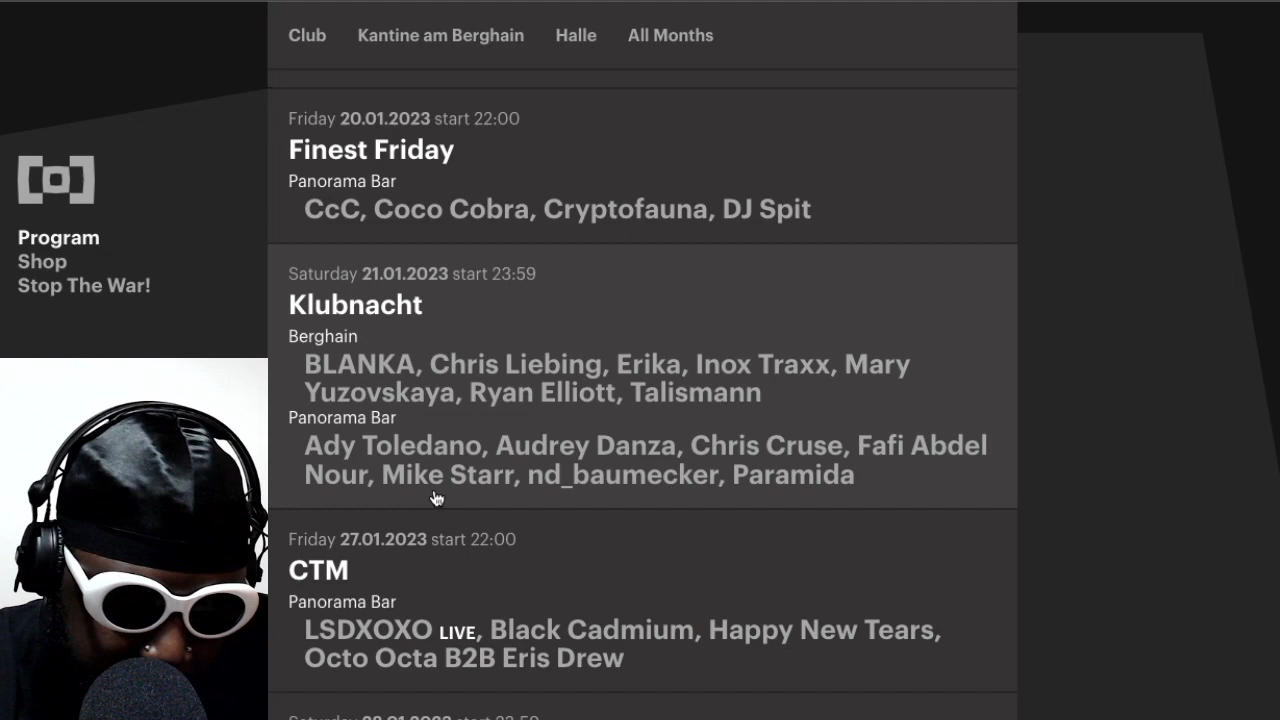 Club Kantine am Berghain Halle All Months
Program
Shop
Stop The War!
Friday 20.01.2023 start 22:00
Finest Friday
Panorama Bar
CcC, Coco Cobra, Cryptofauna, DJ Spit
Saturday 21.01.2023 start 23:59
Klubnacht
Berghain
BLANKA, Chris Liebing, Erika, Inox Traxx, Mary
Yuzovskaya, Ryan Elliott, Talismann
Panorama Bar
Ady Toledano, Audrey Danza, Chris Cruse, Fafi Abdel
Nour, Mike Starr, nd_baumecker, Paramida
Friday 27.01.2023 start 22:00
CTM
Panorama Bar
LSDXOXO LIVE, Black Cadmium, Happy New Tears,
Octo Octa B2B Eris Drew